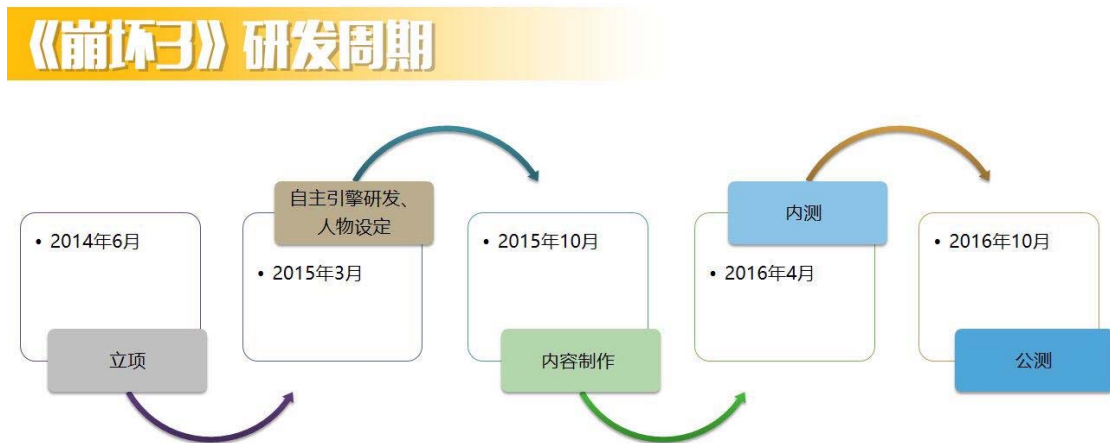 《崩坏3》研发周期
• 2014年6月
立项
自主引擎研发、
人物设定
• 2015年3月
• 2015年10月
内容制作
内测
• 2016年4月
• 2016年10月
公测